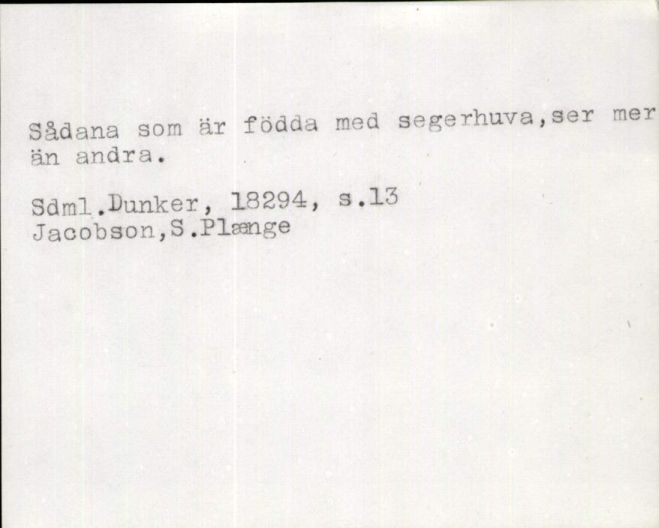 Sådana som är födda med segerhuva,ser mer
än andra.
Sdml.Dunker, 18294, s.13
Jacobson,S.Plænge